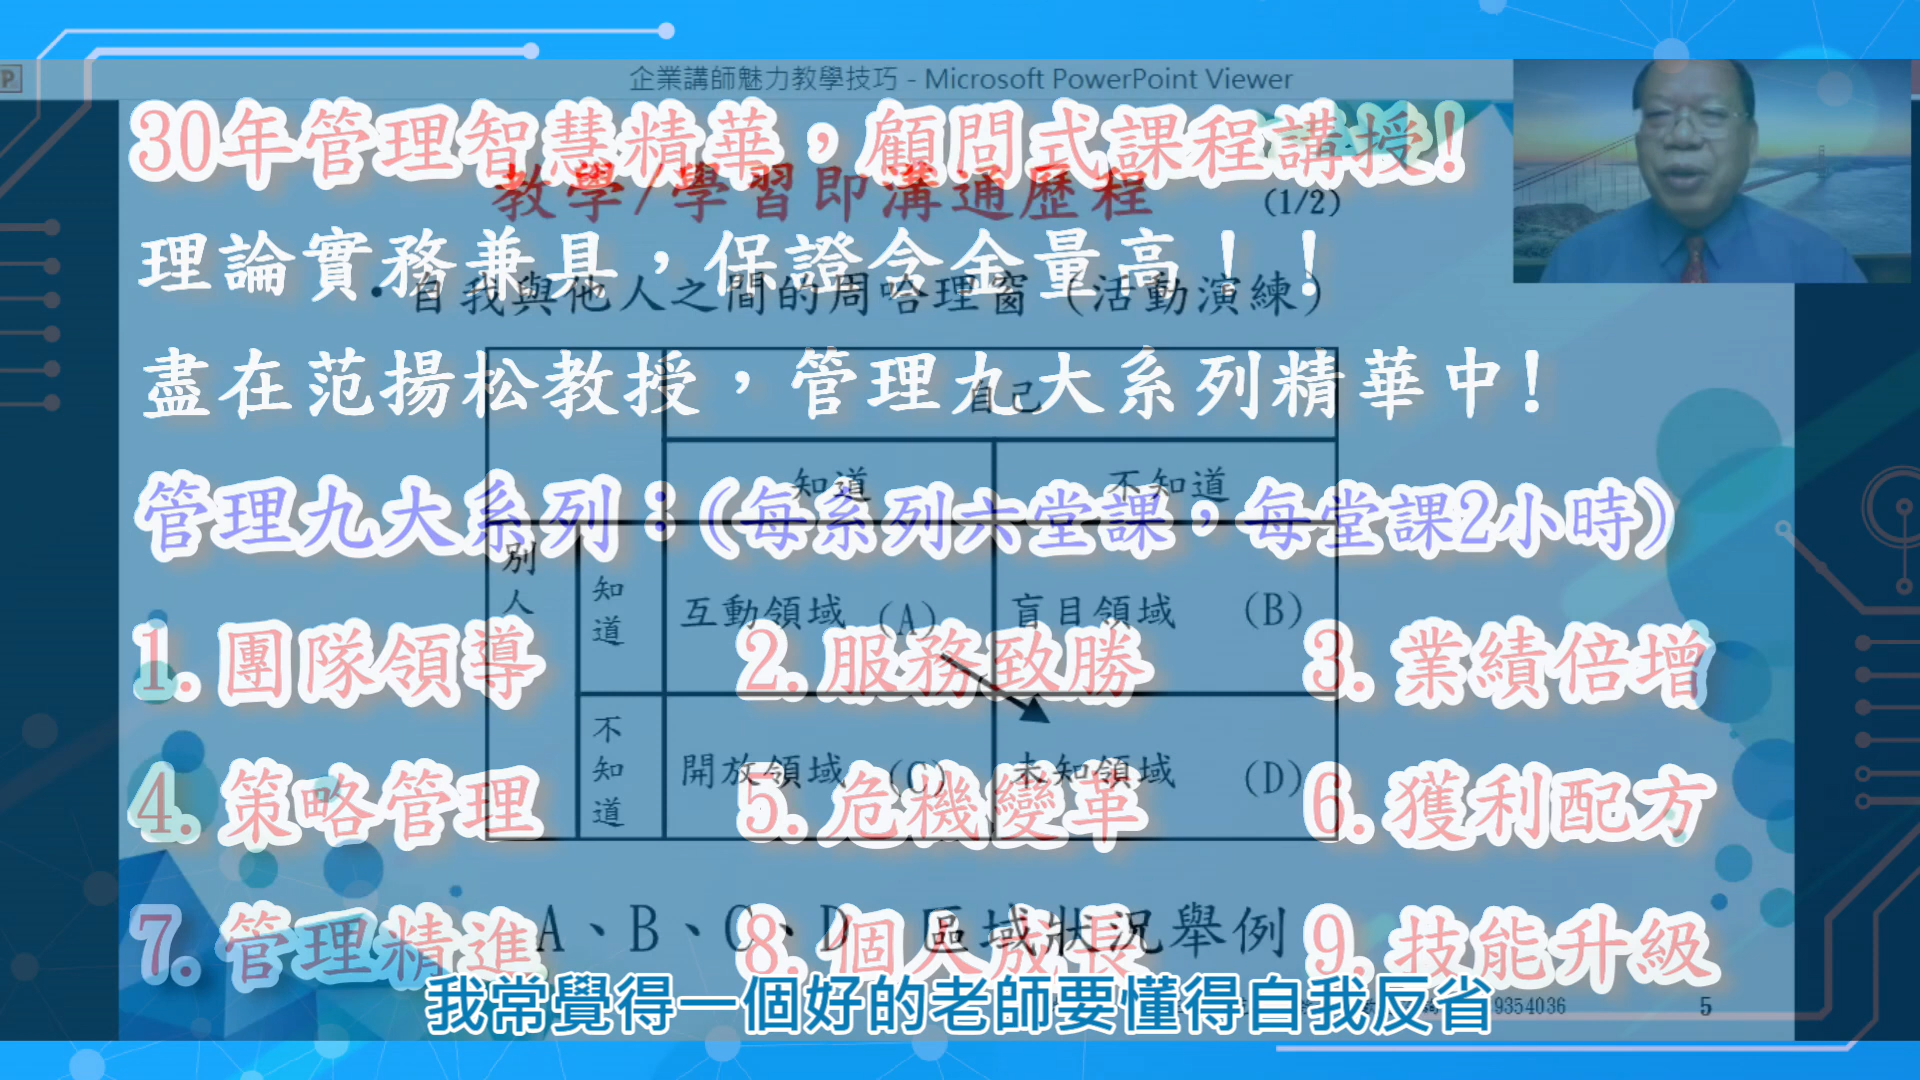 企業講師魅力教學技巧 - Microsoft PowerPoint Viewer
30年管理智慧精華，顧問式課程講授！
教學/學習即溝通歷程 (1/2)
理論實務兼具，保證含金量高！！
•自我與他人之間的周哈理窗 (活動演練)
盡在范揚松教授，管理九大系列精華中！
自己
知道 不知道
管理九大系列：(每系列六堂課，每堂課2小時)
別人
知道
互動領域 (A) 盲目領域 (B)
1.團隊領導 2.服務致勝 3.業績倍增
不知道
開放領域 (C) 未知領域 (D)
4.策略管理 5.危機變革 6.獲利配方
A、B、C、D 區域狀況舉例
7.管理精進 8.個人成長 9.技能升級
我常覺得一個好的老師要懂得自我反省
9354036 5